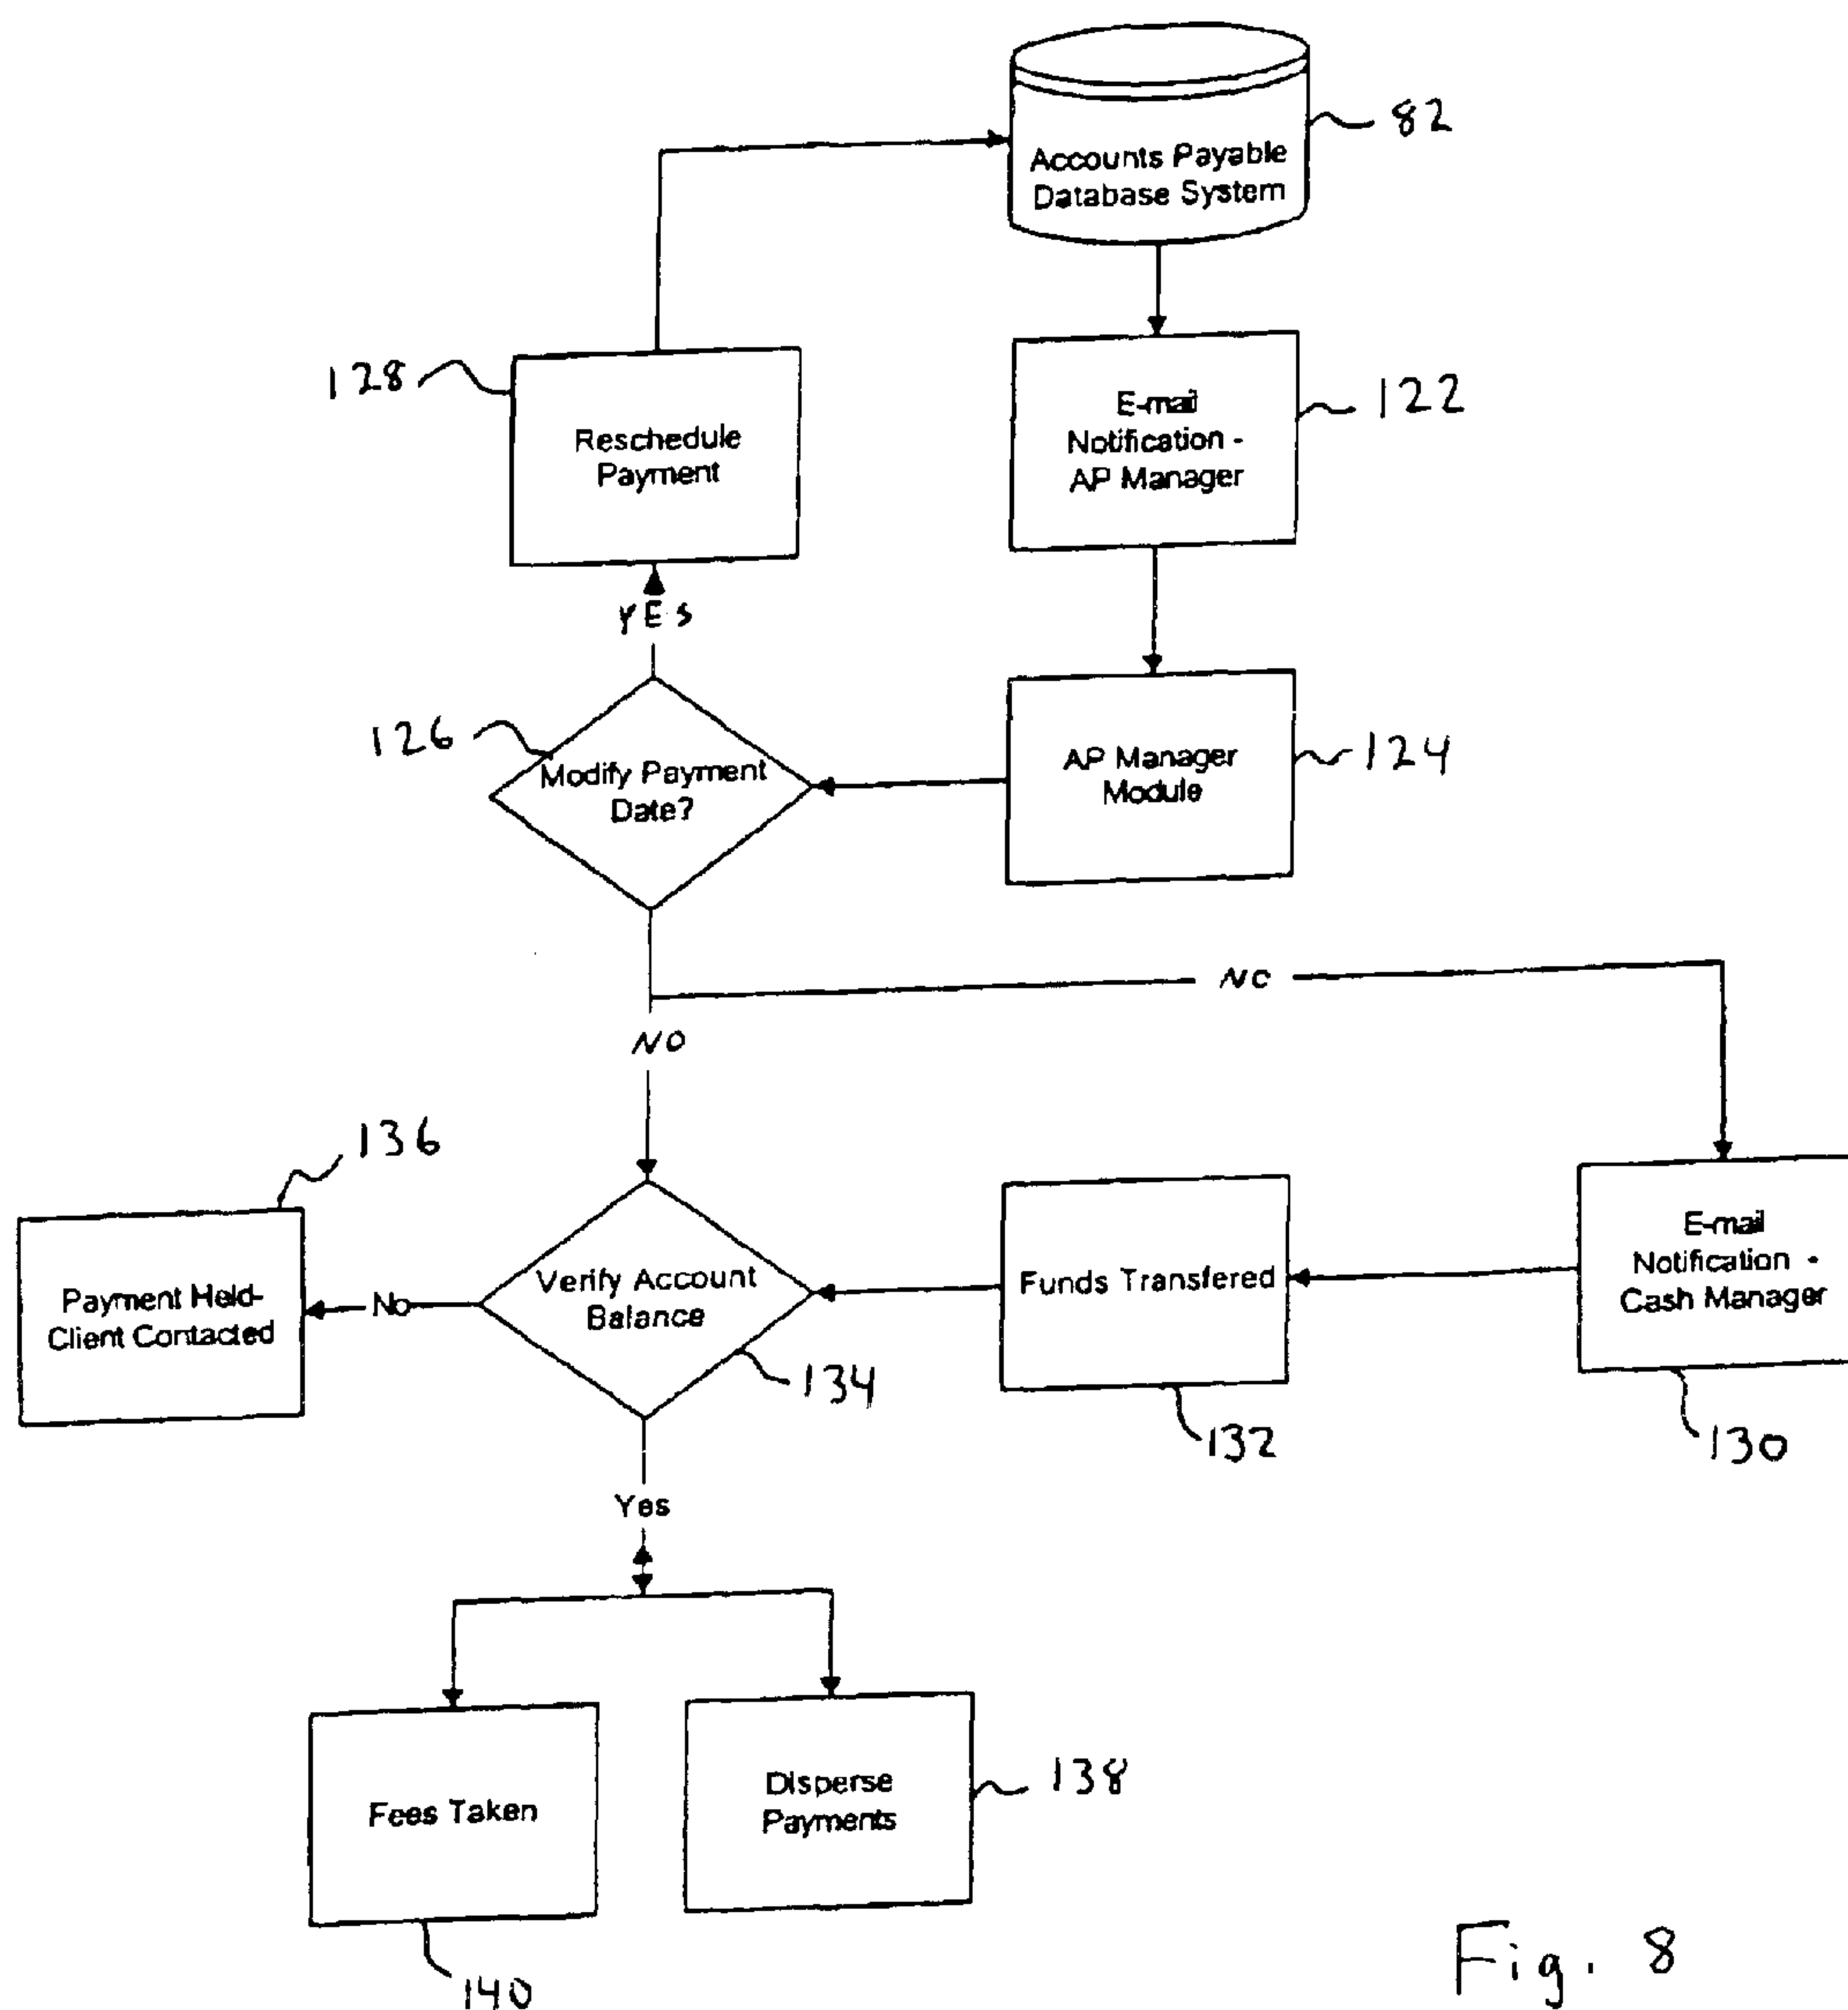 82
Accounts Payable
Database System
128
Reschedule
Payment
E-mail
Notification -
AP Manager
122
YES
126
Modify Payment
Date?
AP Manager
Module
124
NO
NO
136
Payment Held-
Client Contacted
No
Verify Account
Balance
134
Funds Transfered
132
E-mail
Notification -
Cash Manager
130
Yes
Fees Taken
140
Disperse
Payments
138
Fig. 8